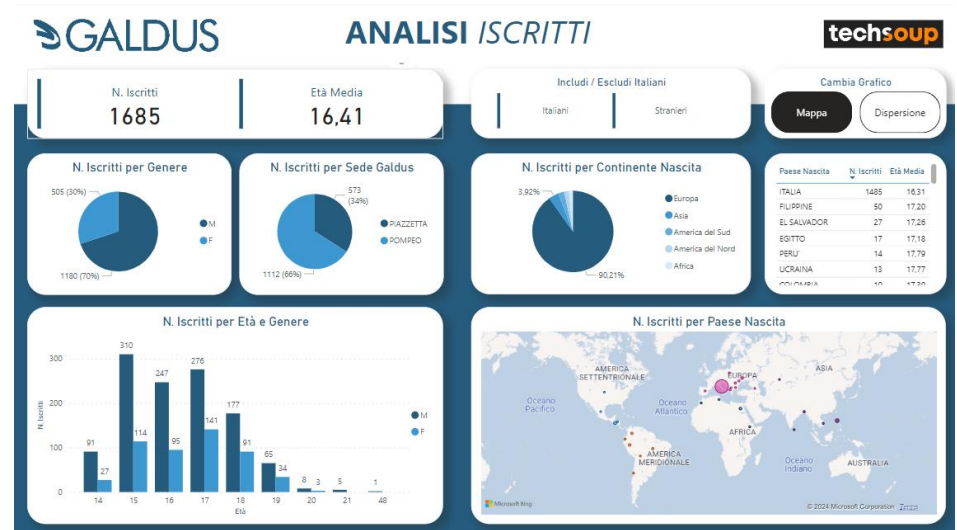 GALDUS
ANALISI ISCRITTI
techsoup
N. Iscritti
1685
Età Media
16,41
Includi / Escludi Italiani
Italiani
Stranieri
Cambia Grafico
Mappa
Dispersione
N. Iscritti per Genere
505 (30%)
1180 (70%)
M
F
N. Iscritti per Sede Galdus
573
(34%)
1112 (66%)
PIAZZETTA
POMPEO
N. Iscritti per Continente Nascita
3,92%
90,21%
Europa
Asia
America del Sud
America del Nord
Africa
Paese Nascita N. Iscritti Età Media
ITALIA 1485 16,31
FILIPPINE 50 17,20
EL SALVADOR 27 17,26
EGITTO 17 17,18
PERU' 14 17,79
UCRAINA 13 17,77
COLOMBIA 10 17,30
N. Iscritti per Età e Genere
N. Iscritti
300
200
100
0
91 27
310 114
247 95
276 141
177 91
65 34
8 3
5
1
14 15 16 17 18 19 20 21 48
Età
M
F
N. Iscritti per Paese Nascita
AMERICA
SETTENTRIONALE
EUROPA
ASIA
Oceano
Pacifico
Oceano
Atlantico
AFRICA
AMERICA
MERIDIONALE
Oceano
Indiano
AUSTRALIA
Microsoft Bing
© 2024 Microsoft Corporation